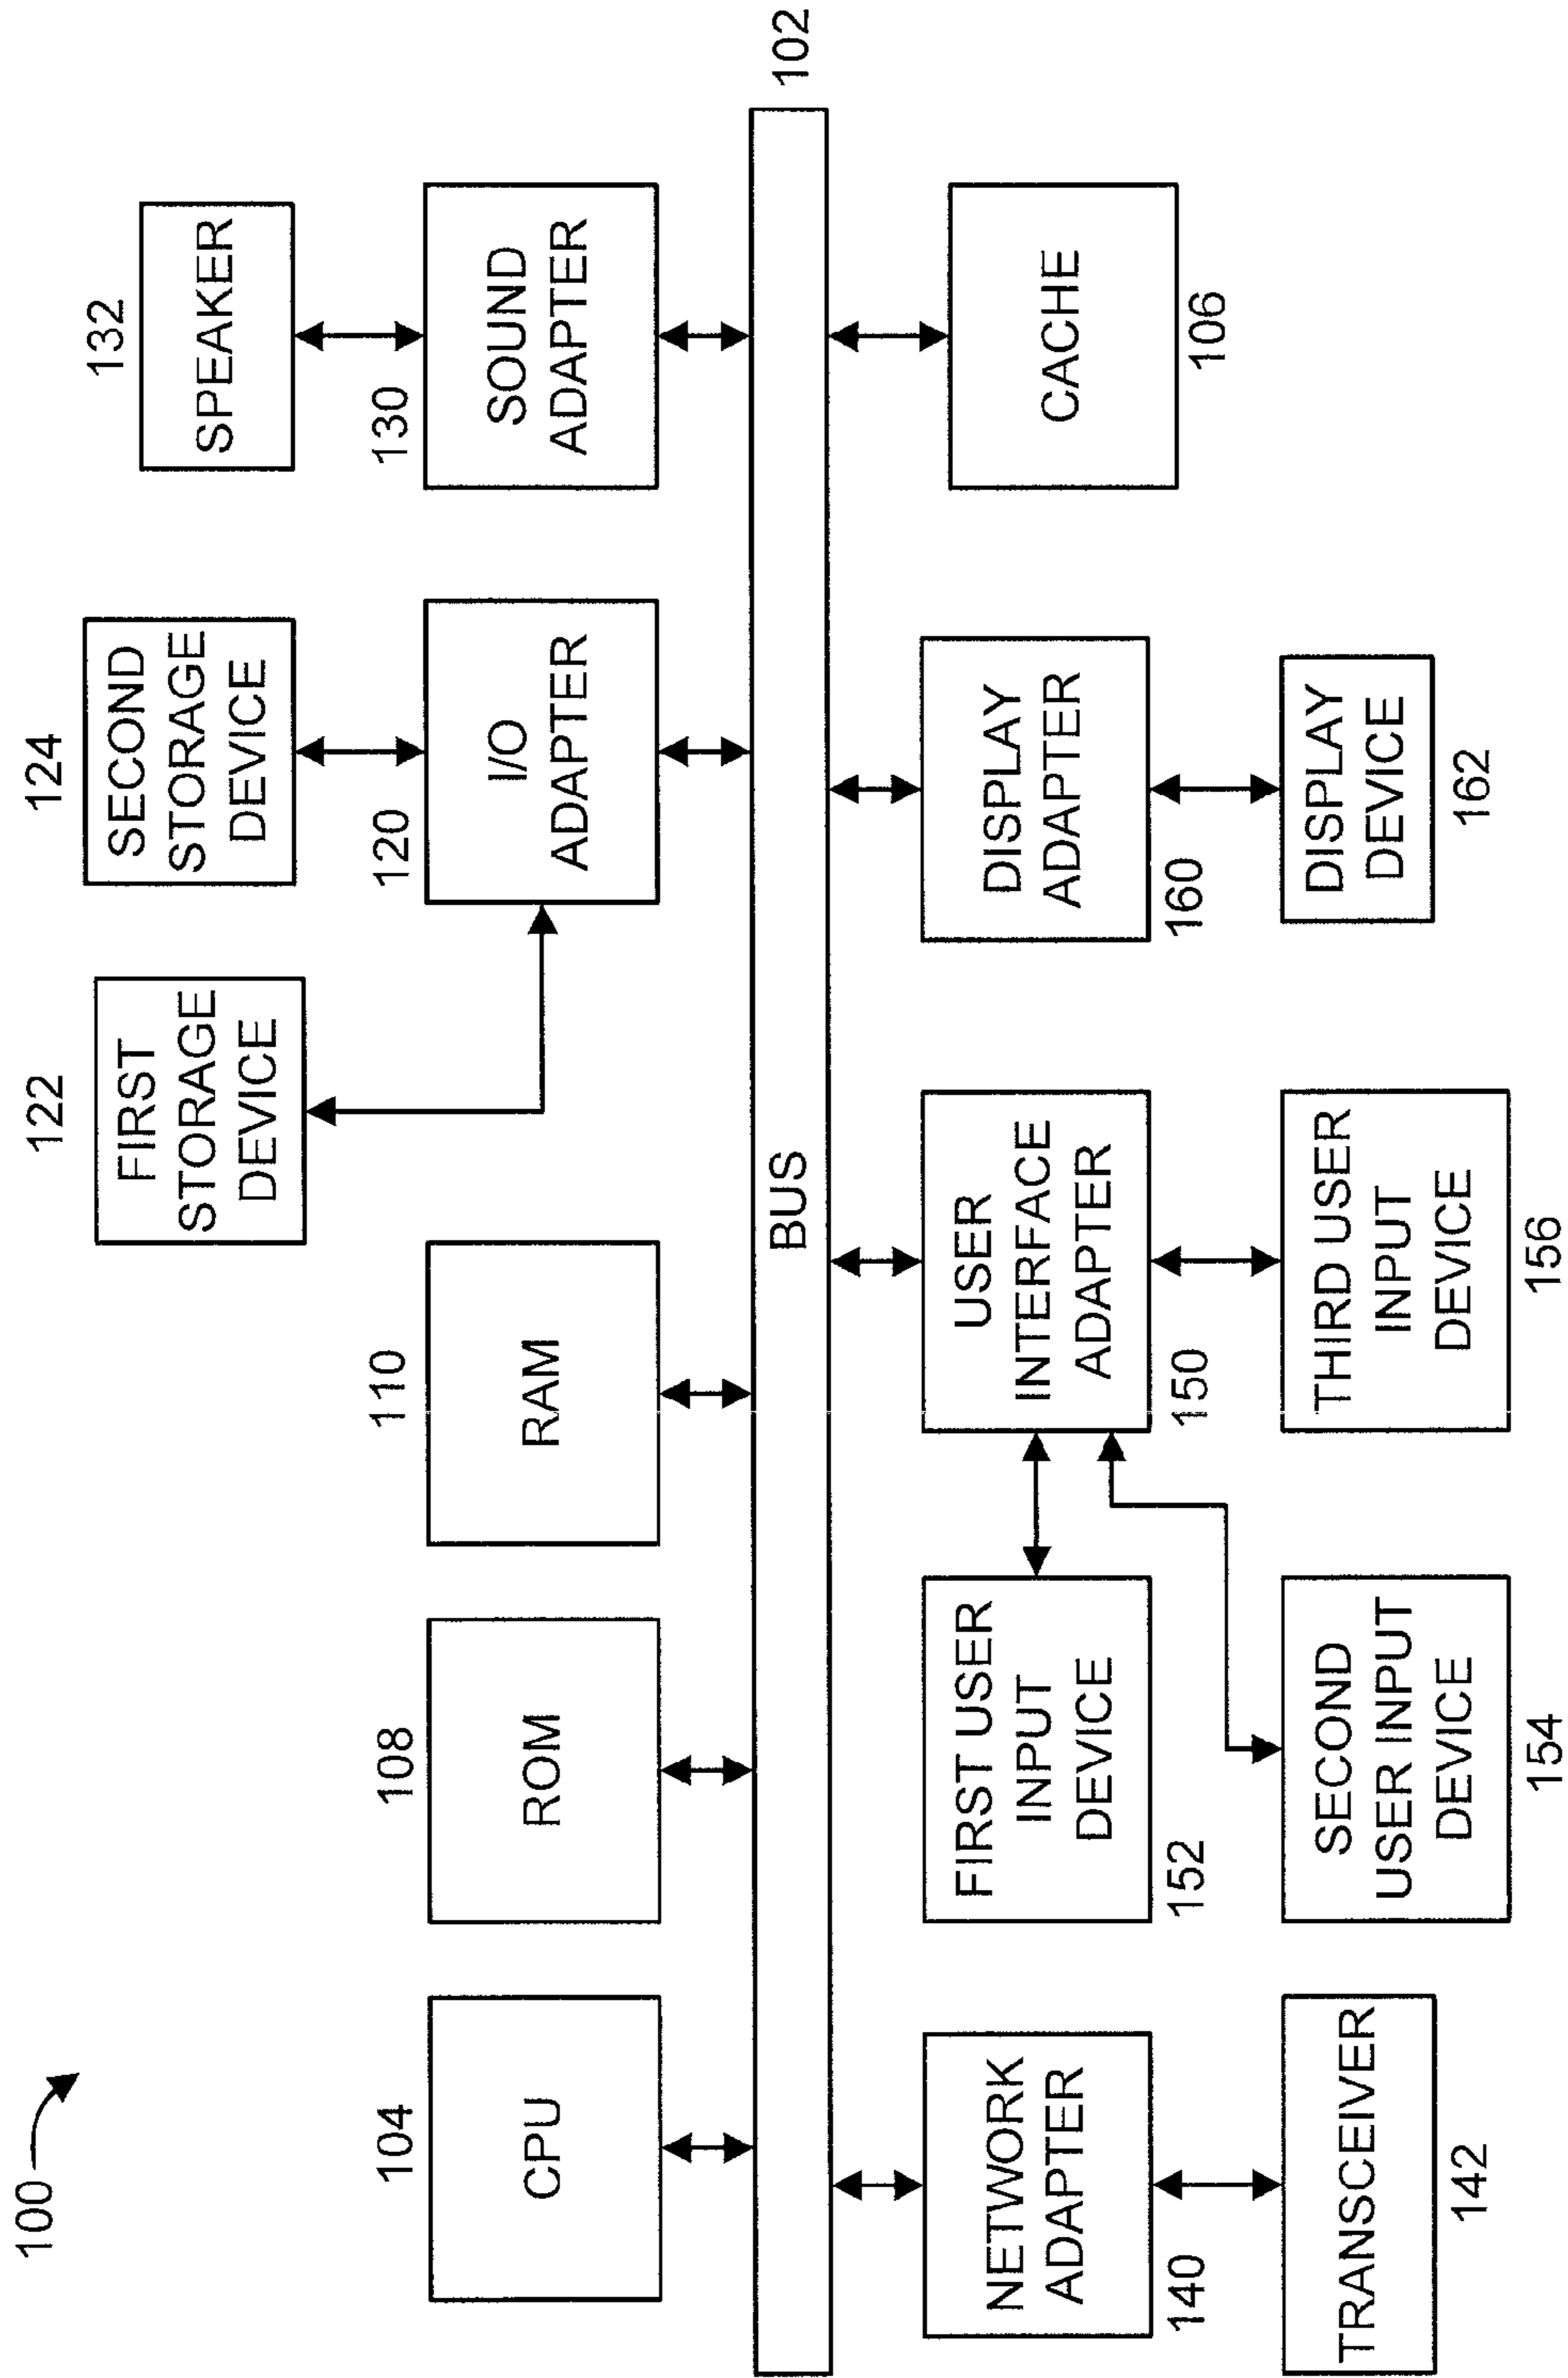 100
104
CPU
108
ROM
110
RAM
122
FIRST
STORAGE
DEVICE
124
SECOND
STORAGE
DEVICE
120
I/O
ADAPTER
132
SPEAKER
130
SOUND
ADAPTER
BUS
102
NETWORK
ADAPTER
140
TRANSCEIVER
142
FIRST USER
INPUT
DEVICE
152
SECOND
USER INPUT
DEVICE
154
USER
INTERFACE
ADAPTER
150
THIRD USER
INPUT
DEVICE
156
DISPLAY
ADAPTER
160
DISPLAY
DEVICE
162
CACHE
106